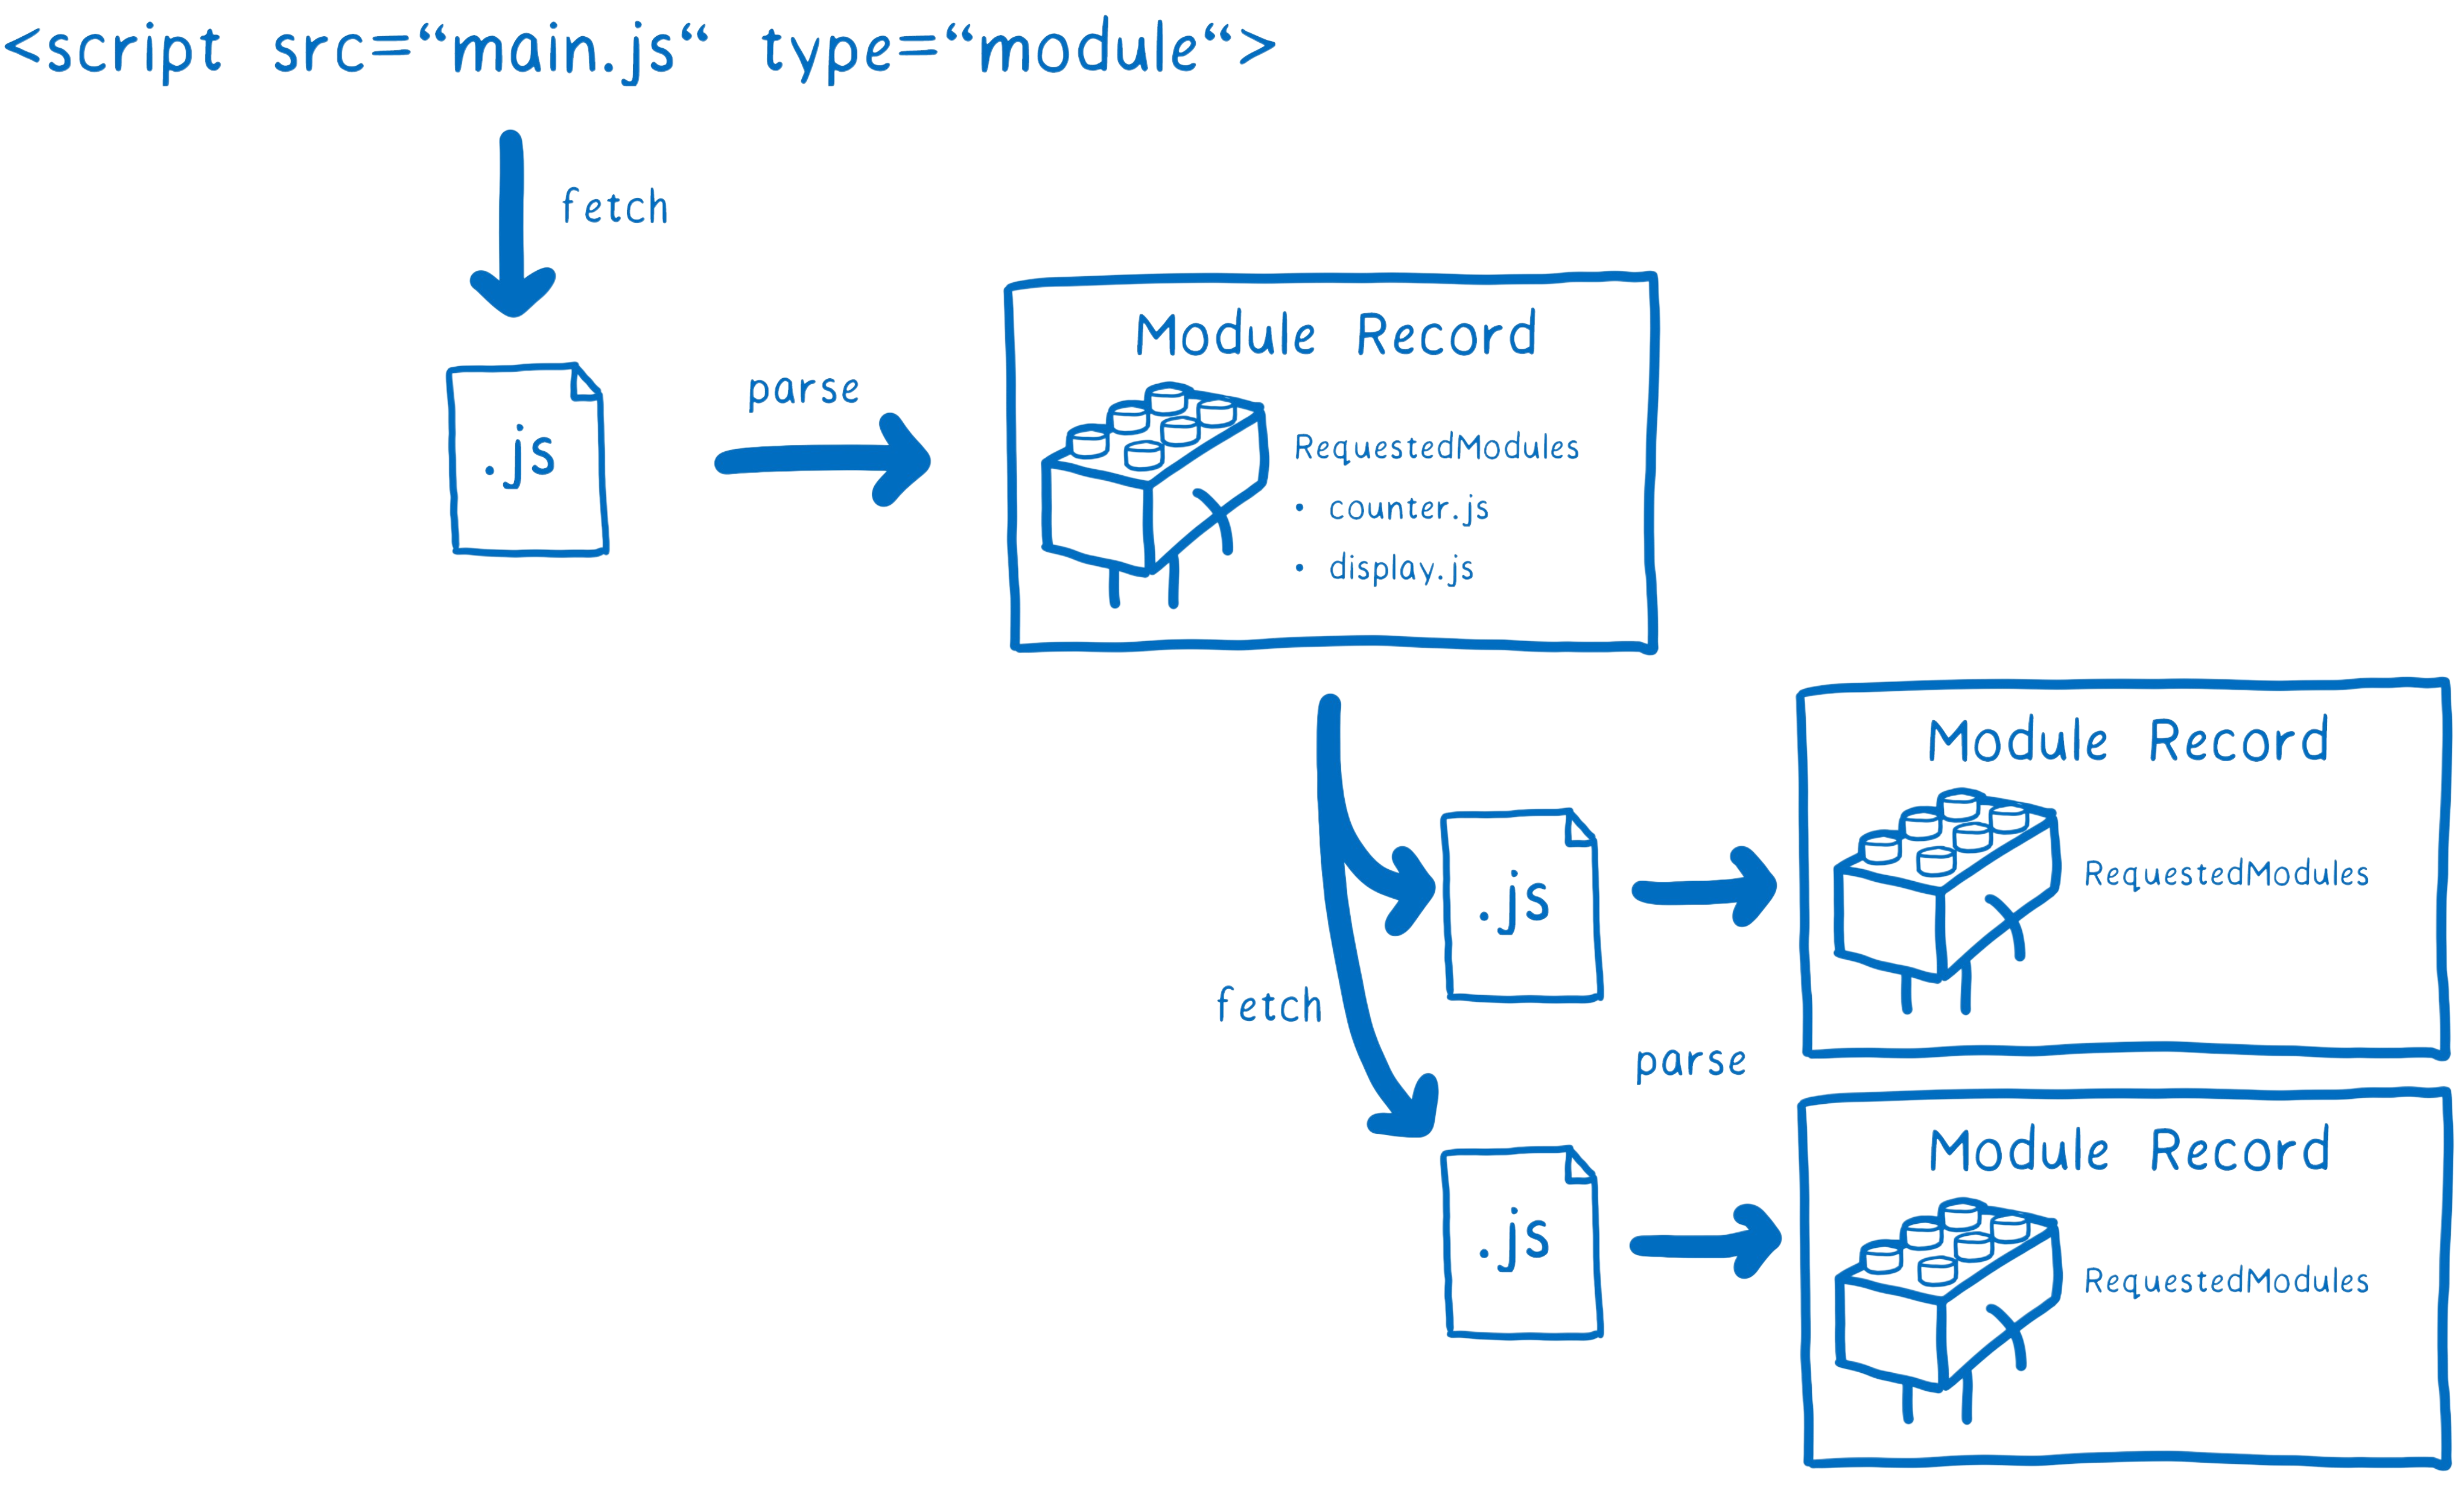 <script src=“main.js“ type=“module“>
fetch
.js
parse
Module Record
RequestedModules
• counter.js
• display.js
fetch
.js
parse
.js
Module Record
RequestedModules
Module Record
RequestedModules